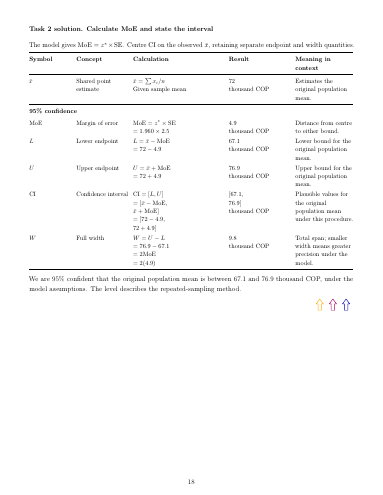 Task 2 solution. Calculate MoE and state the interval
The model gives MoE = z* × SE. Centre CI on the observed x̄, retaining separate endpoint and width quantities.
Symbol Concept Calculation Result Meaning in
context
x̄ Shared point x̄ = ∑xᵢ/n 72 Estimates the
estimate Given sample mean thousand COP original population
mean.
95% confidence
MoE Margin of error MoE = z* × SE 4.9 Distance from centre
= 1.960 × 2.5 thousand COP to either bound.
L Lower endpoint L = x̄ − MoE 67.1 Lower bound for the
= 72 − 4.9 thousand COP original population
mean.
U Upper endpoint U = x̄ + MoE 76.9 Upper bound for the
= 72 + 4.9 thousand COP original population
mean.
CI Confidence interval CI = [L, U] [67.1, Plausible values for
= [x̄ − MoE, 76.9] the original
x̄ + MoE] thousand COP population mean
= [72 − 4.9, under this procedure.
72 + 4.9]
W Full width W = U − L 9.8 Total span; smaller
= 76.9 − 67.1 thousand COP width means greater
= 2MoE precision under the
= 2(4.9) model.
We are 95% confident that the original population mean is between 67.1 and 76.9 thousand COP, under the
model assumptions. The level describes the repeated-sampling method.
18